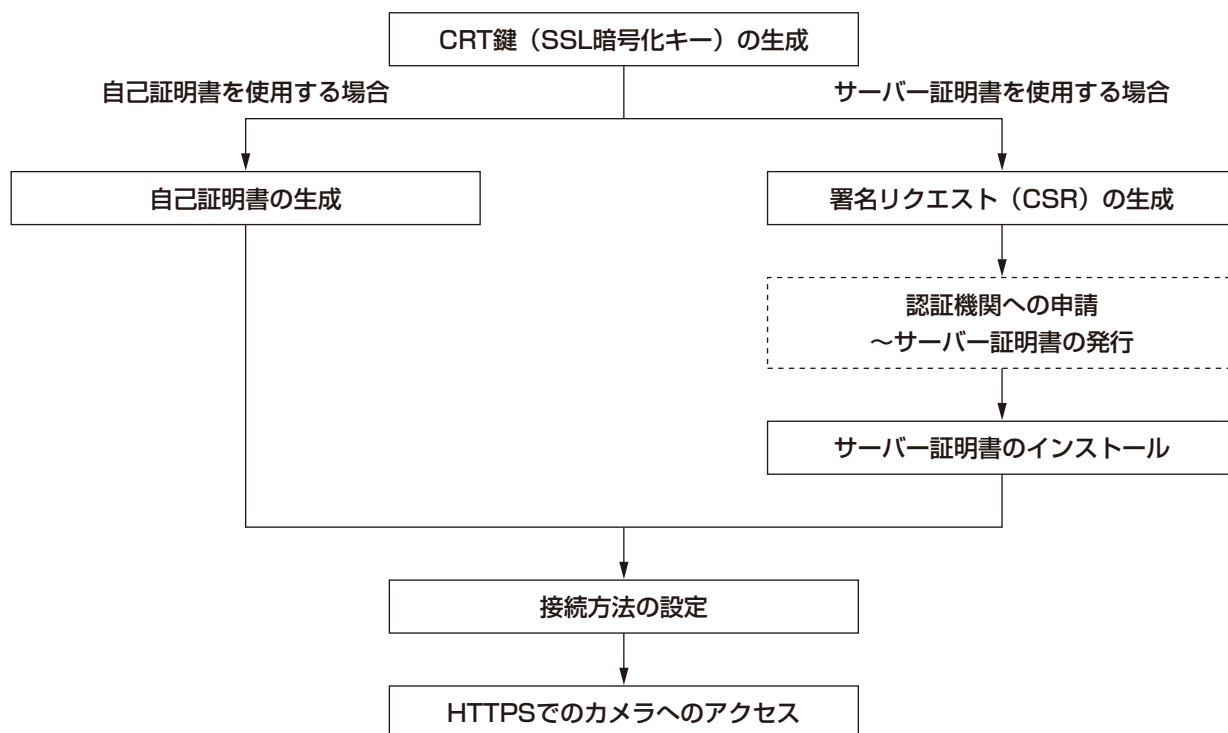 CRT鍵（SSL暗号化キー）の生成
自己証明書を使用する場合
サーバー証明書を使用する場合
自己証明書の生成
署名リクエスト（CSR）の生成
認証機関への申請
～サーバー証明書の発行
サーバー証明書のインストール
接続方法の設定
HTTPSでのカメラへのアクセス